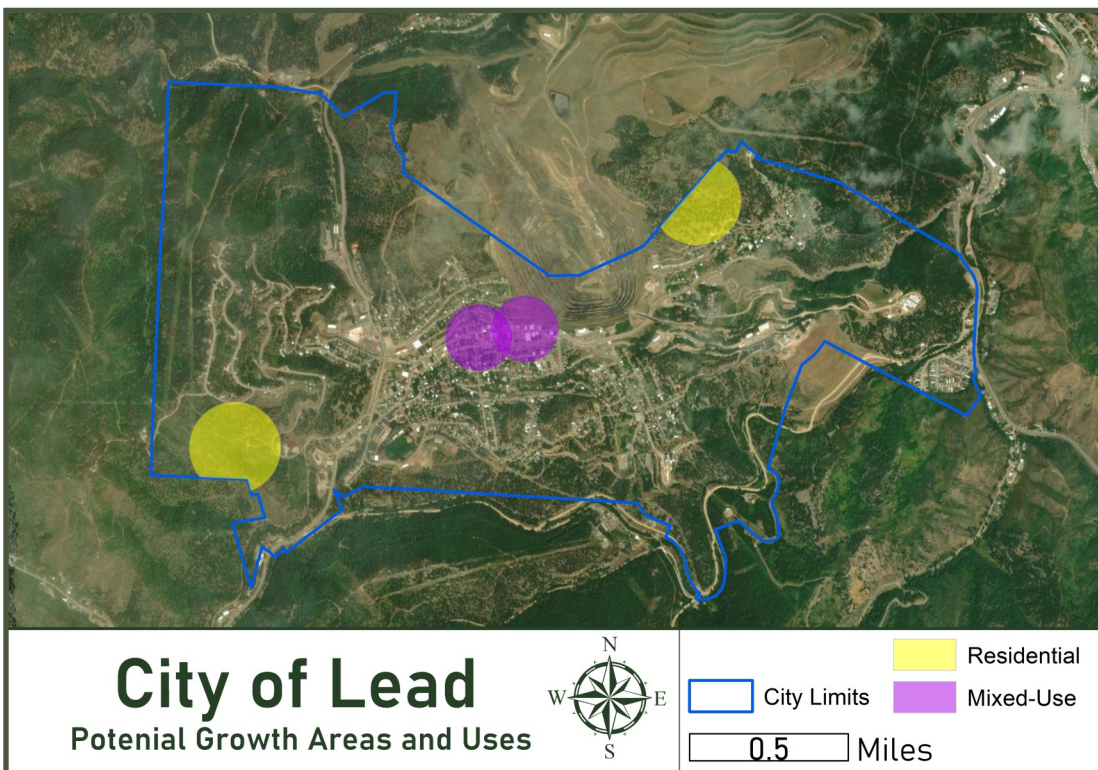 City of Lead
Potenial Growth Areas and Uses
N
W
E
S
City Limits
Residential
Mixed-Use
0.5 Miles